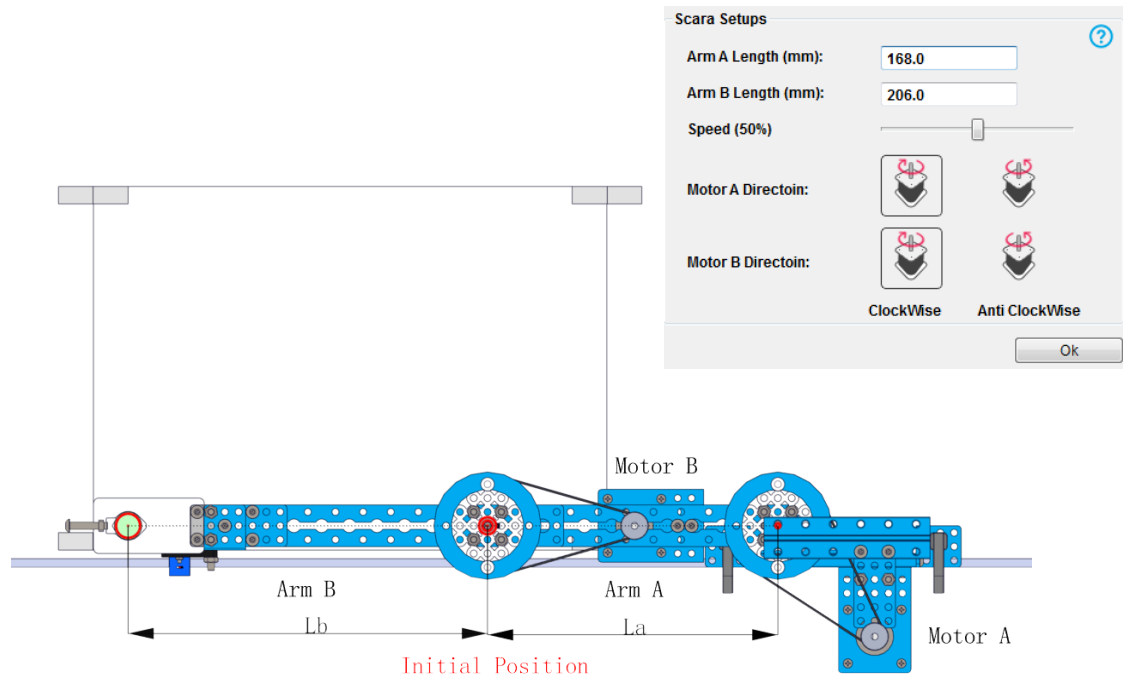 Scara Setups
?
Arm A Length (mm): 168.0
Arm B Length (mm): 206.0
Speed (50%)
Motor A Directoin:
Motor B Directoin:
ClockWise Anti ClockWise
Ok
Motor B
Arm B Arm A
Lb La
Motor A
Initial Position